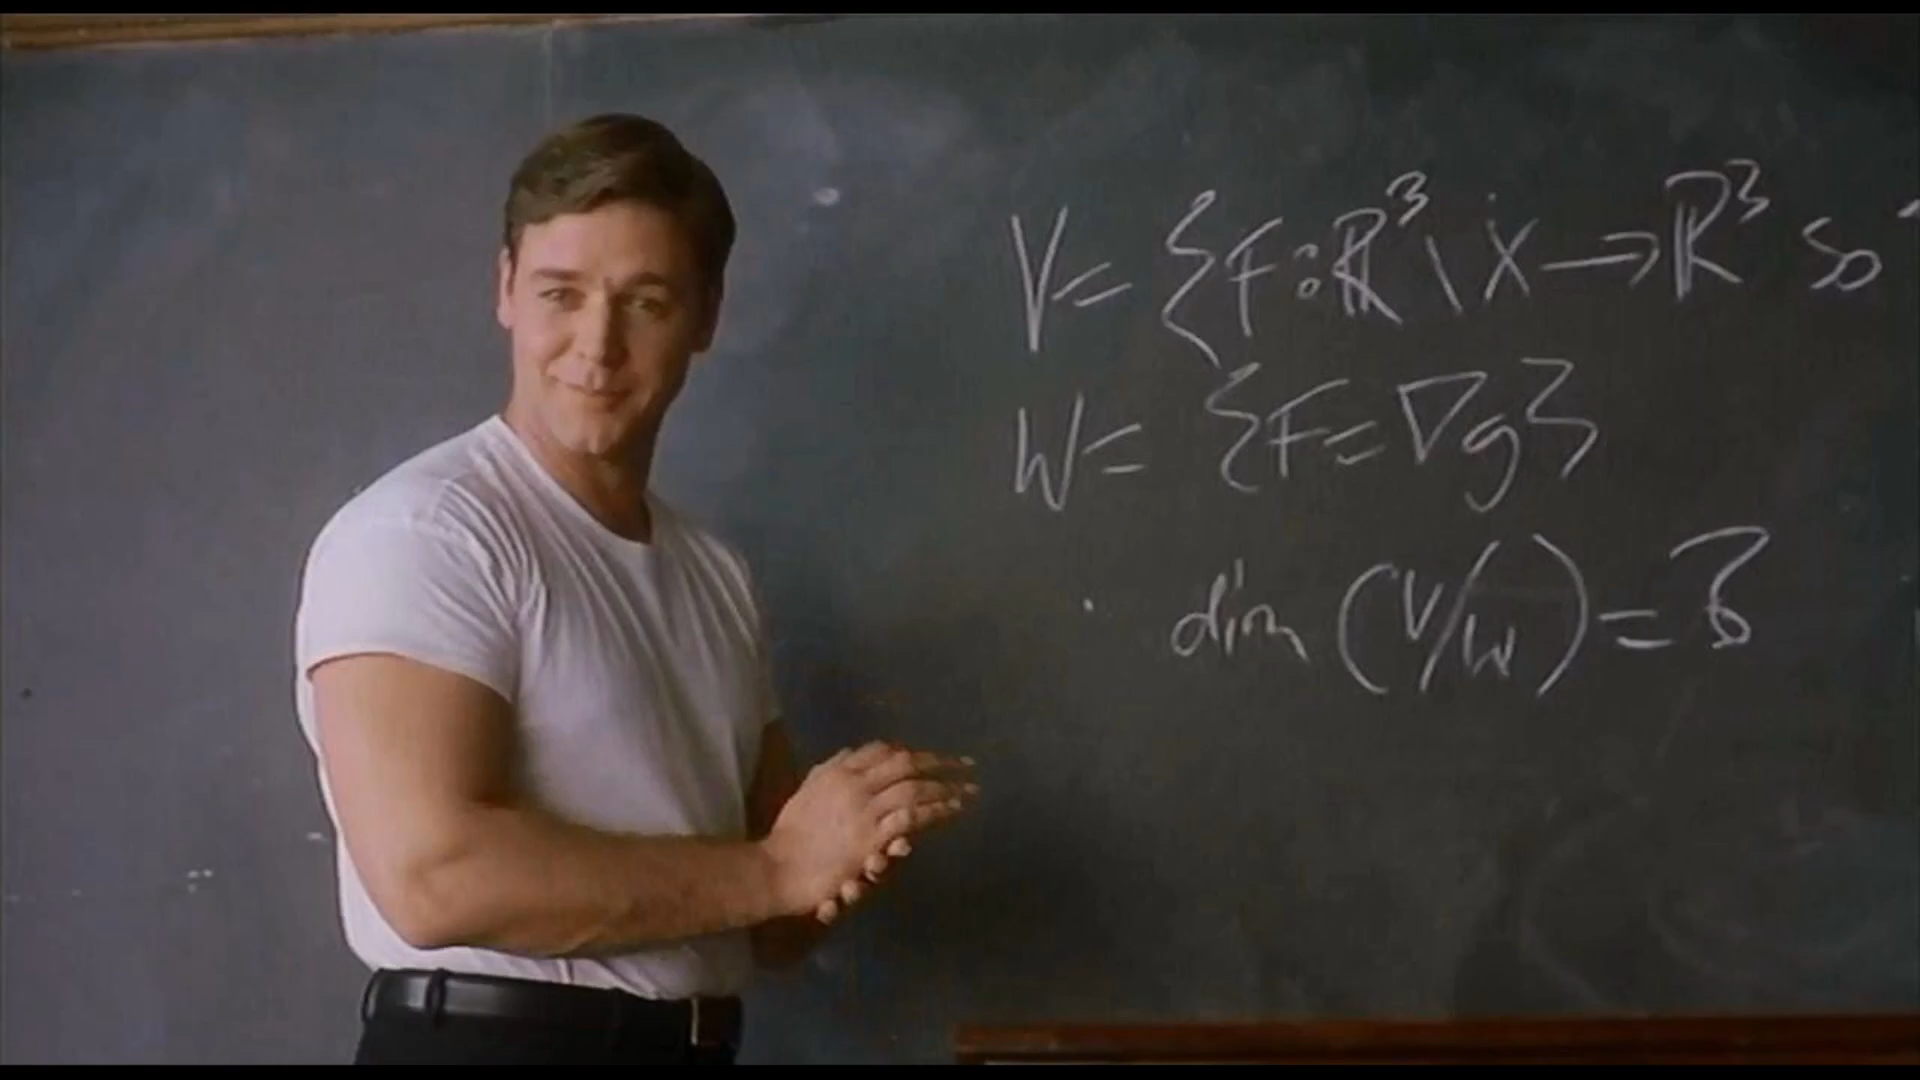 V= {F:ℝ³\X→ℝ³ so
W= {F=∇g}
dim (V/W)=8